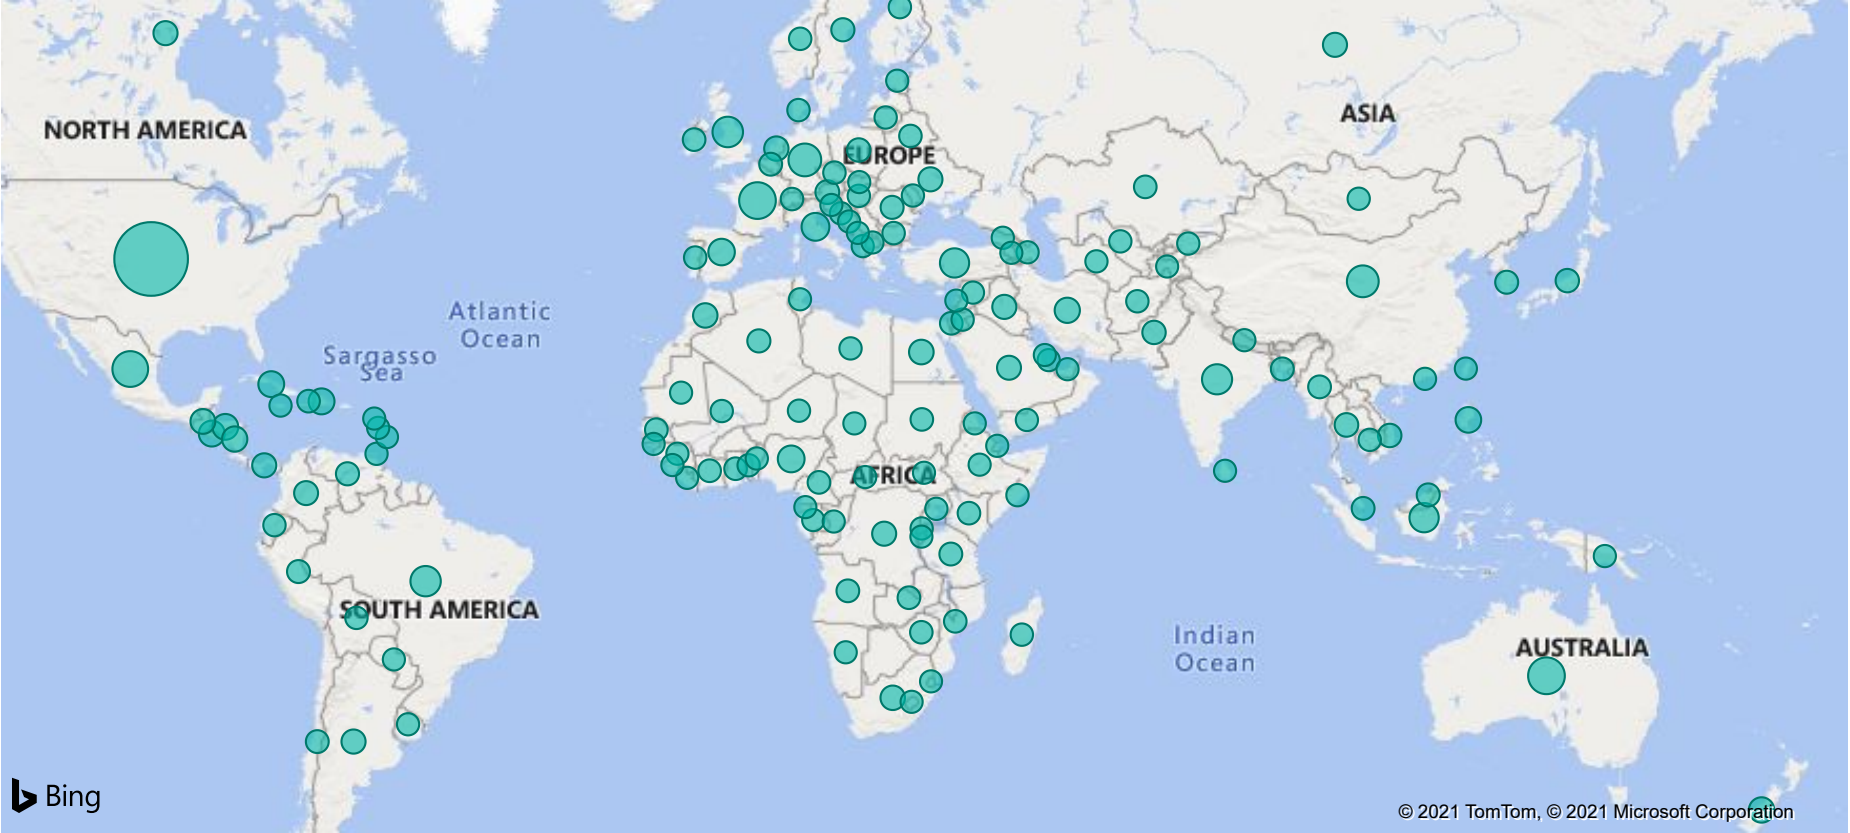 NORTH AMERICA
ASIA
EUROPE
Atlantic
Ocean
Sargasso
Sea
AFRICA
SOUTH AMERICA
Indian
Ocean
AUSTRALIA
Bing
© 2021 TomTom, © 2021 Microsoft Corporation